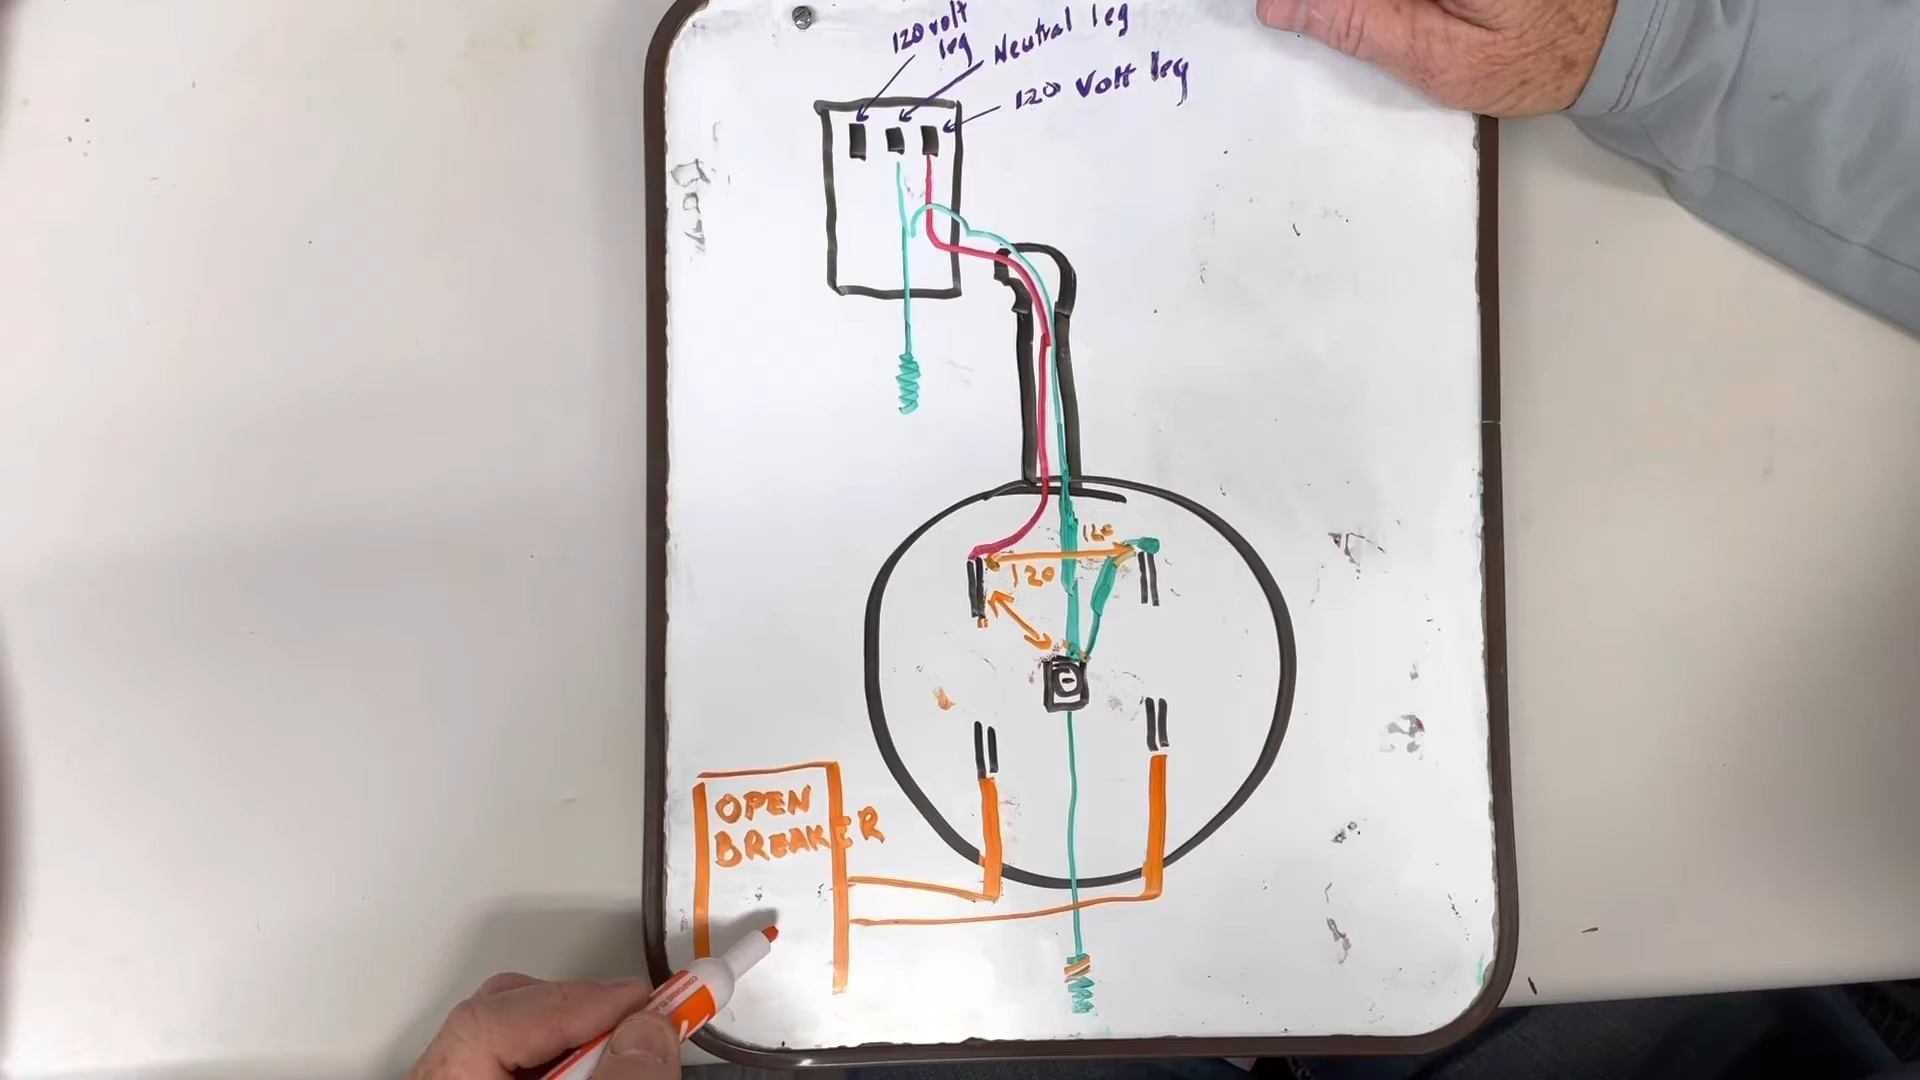 120 volt
leg
Neutral leg
120 Volt leg
120
120
OPEN
BREAKER